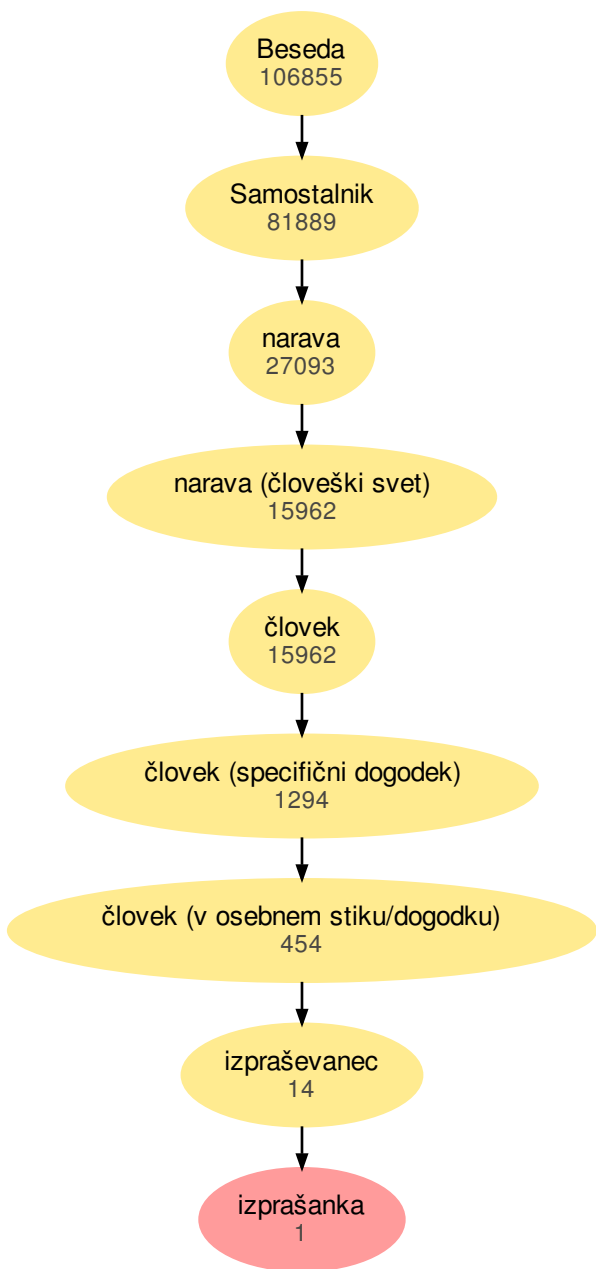 Beseda
106855
Samostalnik
81889
narava
27093
narava (človeški svet)
15962
človek
15962
človek (specifični dogodek)
1294
človek (v osebnem stiku/dogodku)
454
izpraševanec
14
izprašanka
1